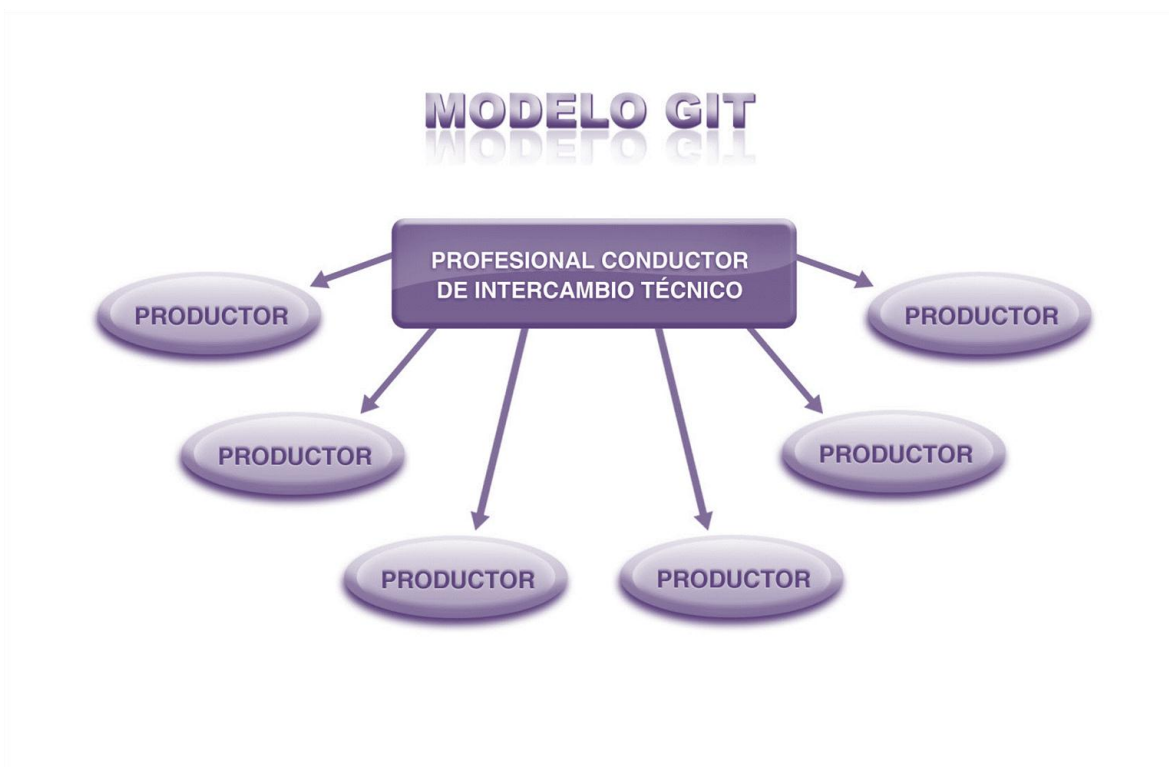 MODELO GIT
PROFESIONAL CONDUCTOR
DE INTERCAMBIO TÉCNICO
PRODUCTOR
PRODUCTOR
PRODUCTOR
PRODUCTOR
PRODUCTOR
PRODUCTOR